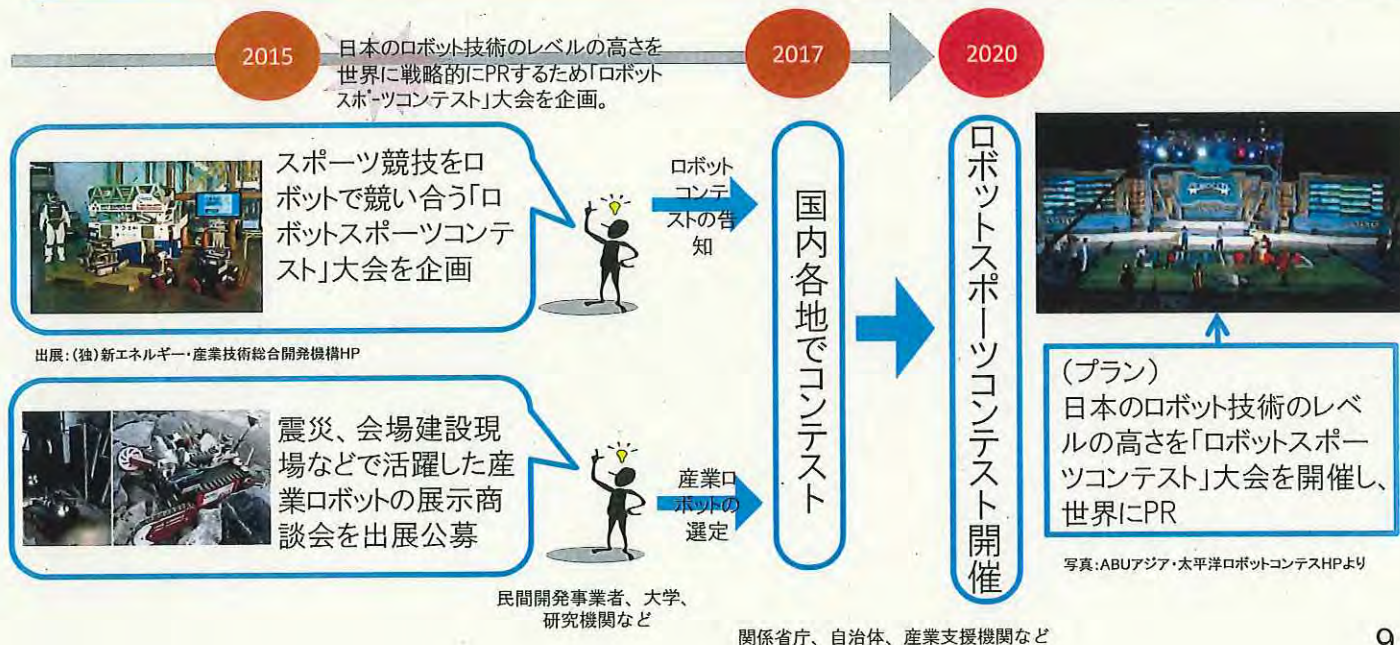 2015
日本のロボット技術のレベルの高さを
世界に戦略的にPRするため「ロボット
スポーツコンテスト」大会を企画。
2017
2020
スポーツ競技をロ
ボットで競い合う「ロ
ボットスポーツコンテ
スト」大会を企画
出展:(独)新エネルギー・産業技術総合開発機構HP
ロボット
コンテ
ストの告
知
震災、会場建設現
場などで活躍した産
業ロボットの展示商
談会を出展公募
産業ロ
ボットの
選定
民間開発事業者、大学、
研究機関など
国内各地でコンテスト
ロボットスポーツコンテスト開催
(プラン)
日本のロボット技術のレベ
ルの高さを「ロボットスポー
ツコンテスト」大会を開催し、
世界にPR
写真:ABUアジア・太平洋ロボットコンテスHPより
関係省庁、自治体、産業支援機関など
9